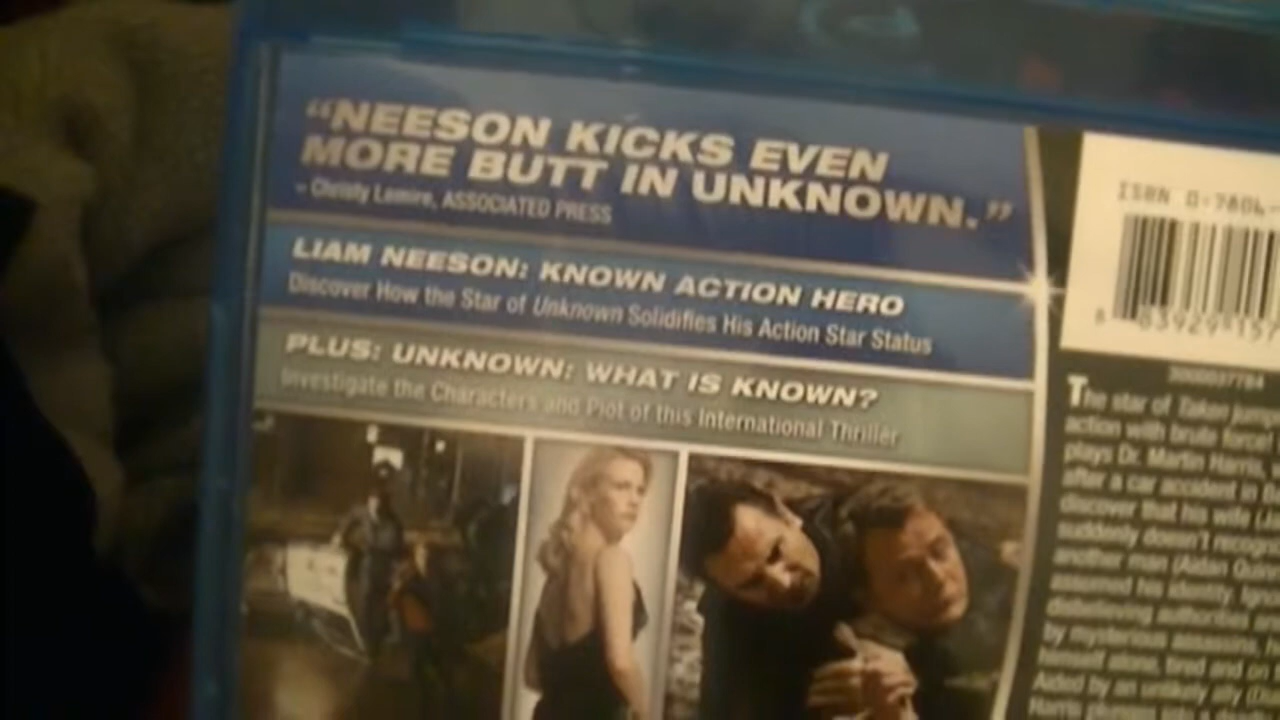 “NEESON KICKS EVEN
MORE BUTT IN UNKNOWN.”
– Christy Lemire, ASSOCIATED PRESS
LIAM NEESON: KNOWN ACTION HERO
Discover How the Star of Unknown Solidifies His Action Star Status
PLUS: UNKNOWN: WHAT IS KNOWN?
Investigate the Characters and Plot of this International Thriller
ISBN 0-7806-
The star of Taken
action with brute force!
plays Dr. Martin Harris,
after a car accident in
discover that his wife
suddenly doesn't
another man (Aidan
assumed his identity.
disbelieving authorities
by mysterious assassins,
himself alone, tired and on
Aided by an unlikely ally
Harris plunges